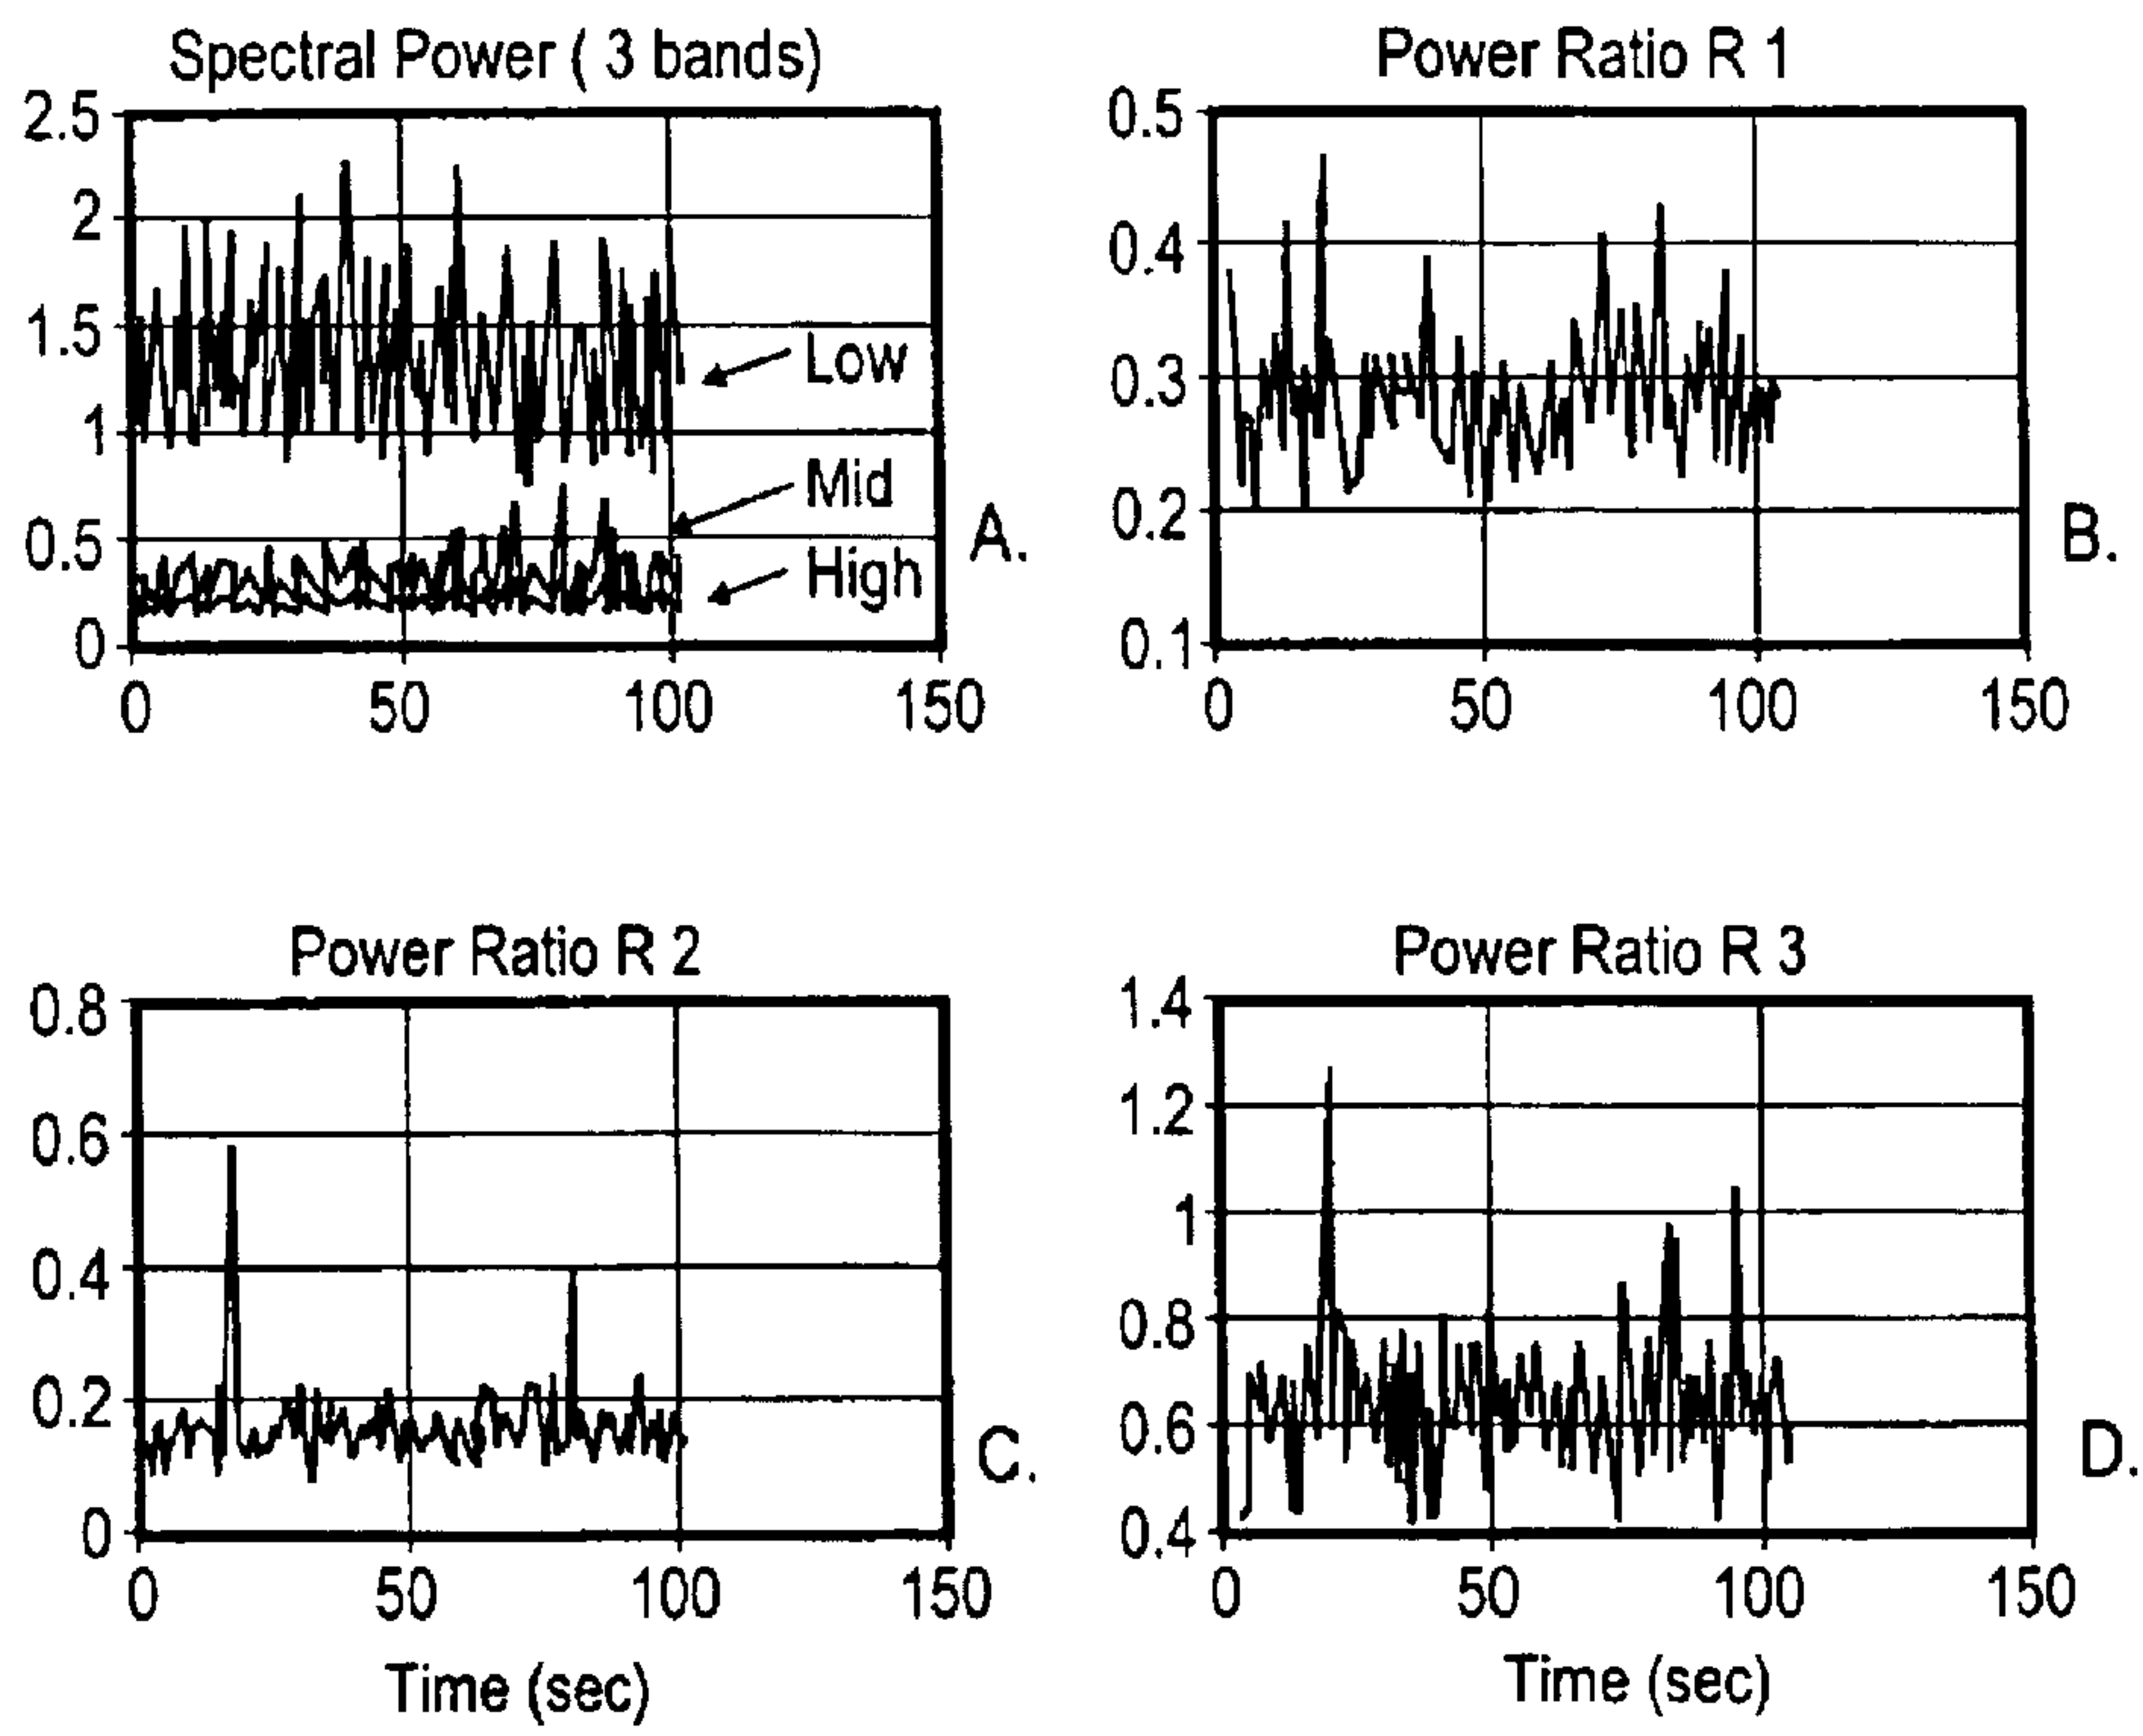 Spectral Power ( 3 bands)
2.5
2
1.5
1
0.5
0
Low
Mid
High
A.
0 50 100 150
Power Ratio R 1
0.5
0.4
0.3
0.2
0.1
B.
0 50 100 150
Power Ratio R 2
0.8
0.6
0.4
0.2
0
C.
0 50 100 150
Time (sec)
Power Ratio R 3
1.4
1.2
1
0.8
0.6
0.4
D.
0 50 100 150
Time (sec)